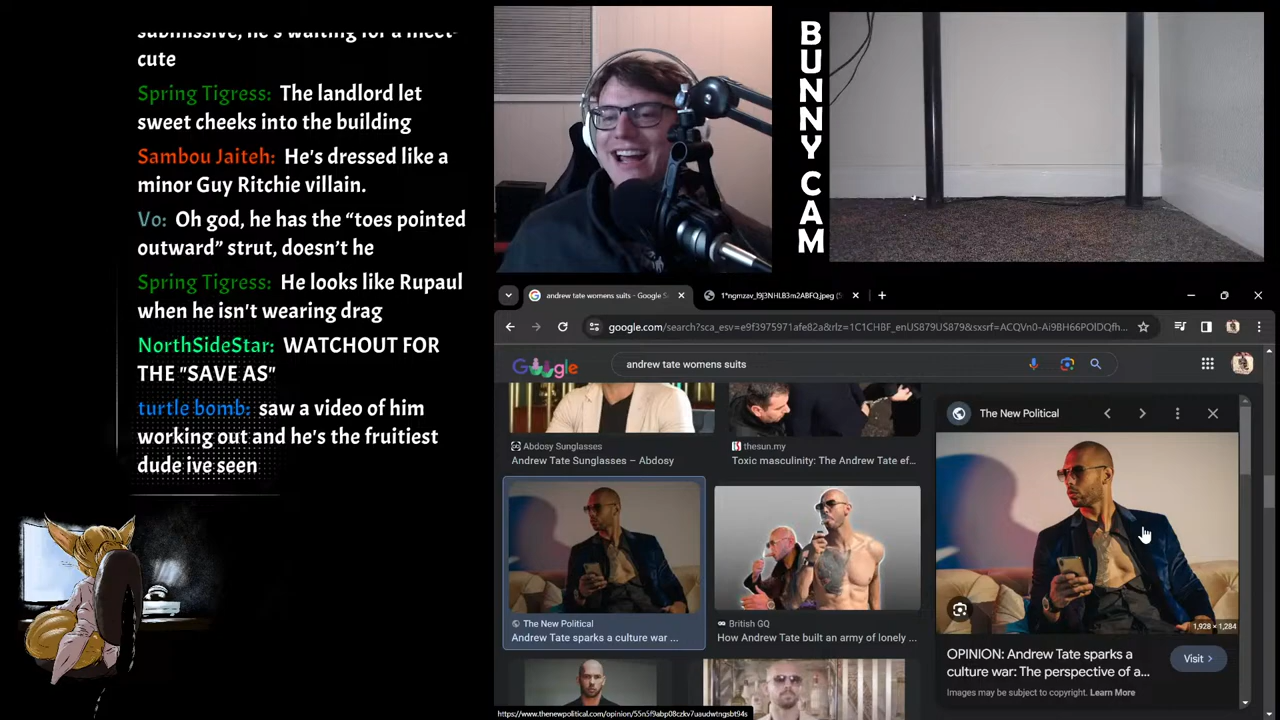 submissive, he's waiting for a meet-
cute
Spring Tigress: The landlord let
sweet cheeks into the building
Sambou Jaiteh: He's dressed like a
minor Guy Ritchie villain.
Vo: Oh god, he has the “toes pointed
outward” strut, doesn't he
Spring Tigress: He looks like Rupaul
when he isn't wearing drag
NorthSideStar: WATCHOUT FOR
THE "SAVE AS"
turtle bomb: saw a video of him
working out and he's the fruitiest
dude ive seen
BUNNY CAM
andrew tate womens suits - Google S
1*ngmzav_l9j3NHLB3m2ABFQ.jpeg (
google.com/search?sca_esv=e9f3975971afe82a&rlz=1C1CHBF_enUS879US879&sxsrf=ACQVn0-Ai9BH66POlDQfh...
Google
andrew tate womens suits
Abdosy Sunglasses
Andrew Tate Sunglasses – Abdosy
thesun.my
Toxic masculinity: The Andrew Tate ef...
The New Political
Andrew Tate sparks a culture war ...
British GQ
How Andrew Tate built an army of lonely ...
The New Political
1,928 × 1,284
OPINION: Andrew Tate sparks a
culture war: The perspective of a...
Visit
Images may be subject to copyright. Learn More